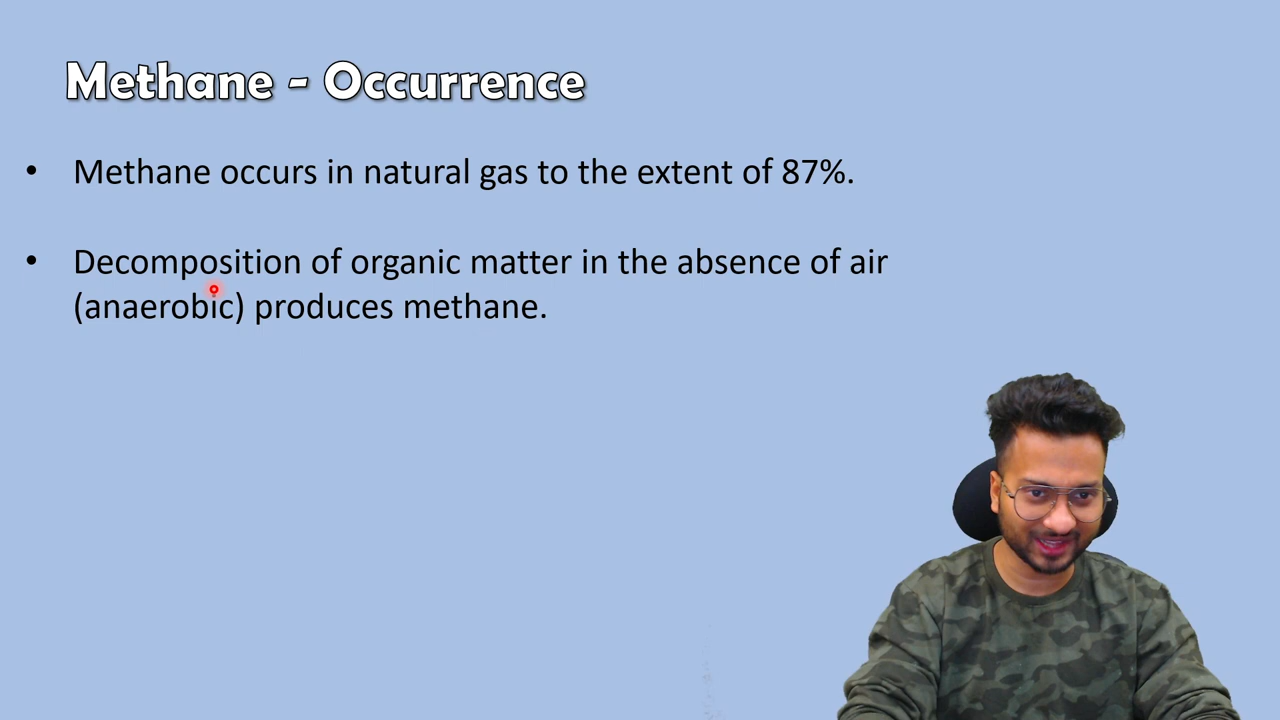 Methane - Occurrence
• Methane occurs in natural gas to the extent of 87%.
• Decomposition of organic matter in the absence of air
(anaerobic) produces methane.